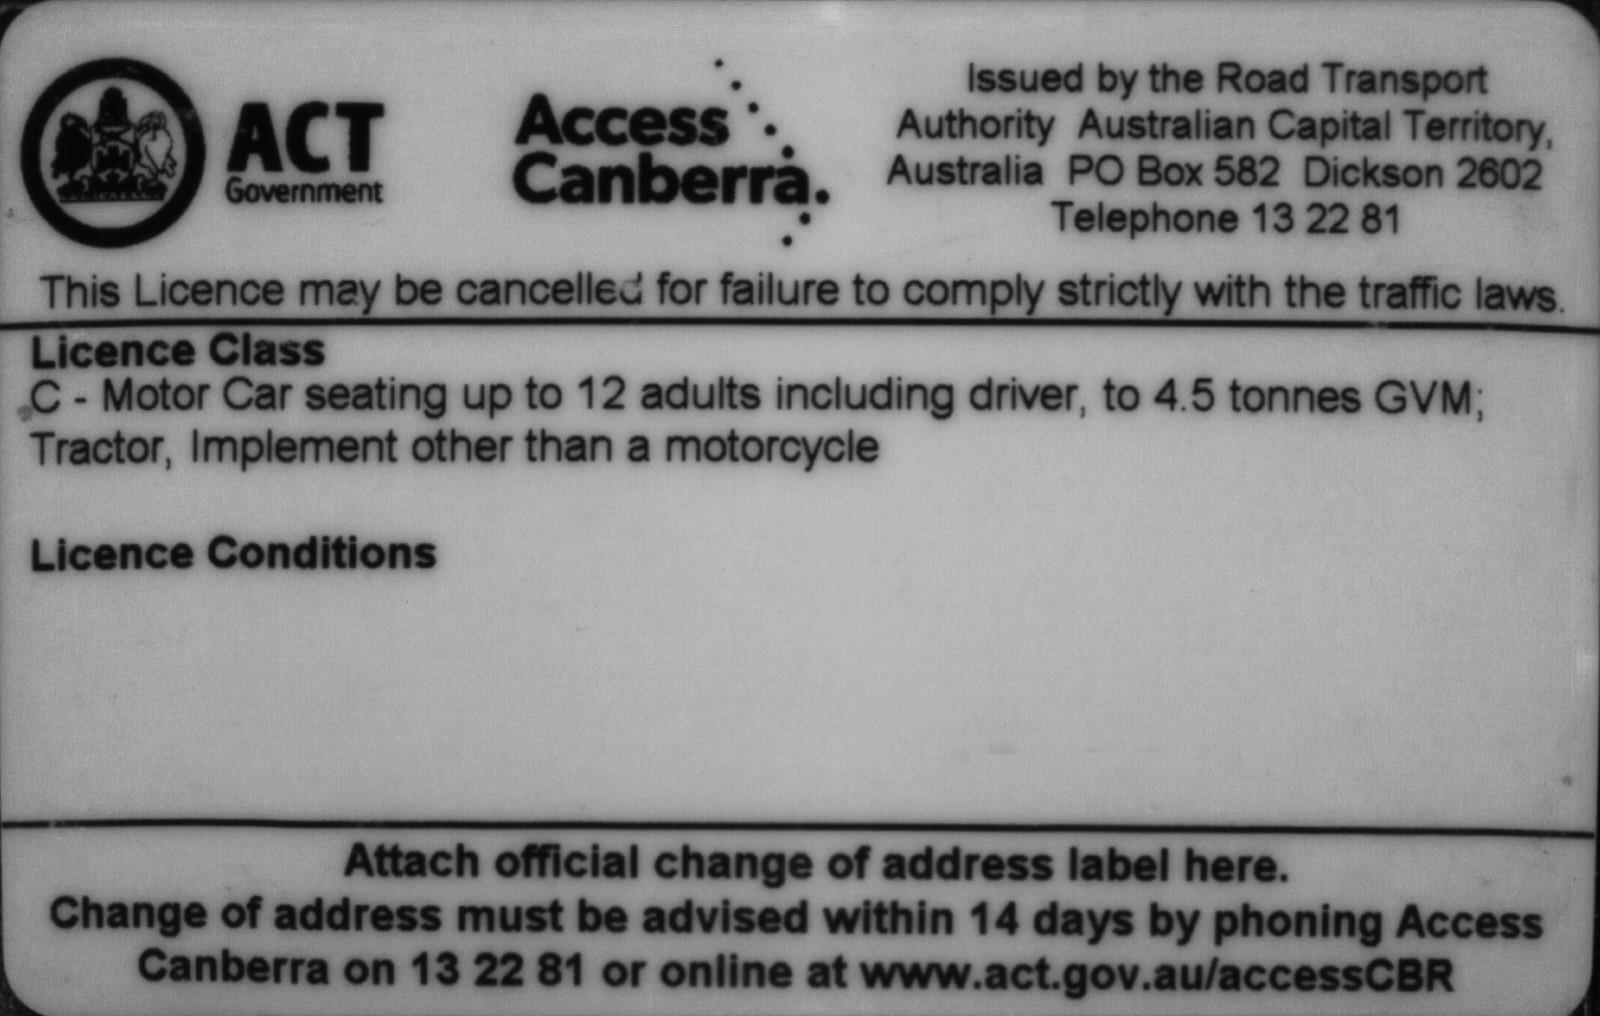 ACT
Government
Access
Canberra.
Issued by the Road Transport
Authority Australian Capital Territory,
Australia PO Box 582 Dickson 2602
Telephone 13 22 81
This Licence may be cancelled for failure to comply strictly with the traffic laws.
Licence Class
C - Motor Car seating up to 12 adults including driver, to 4.5 tonnes GVM;
Tractor, Implement other than a motorcycle
Licence Conditions
Attach official change of address label here.
Change of address must be advised within 14 days by phoning Access
Canberra on 13 22 81 or online at www.act.gov.au/accessCBR